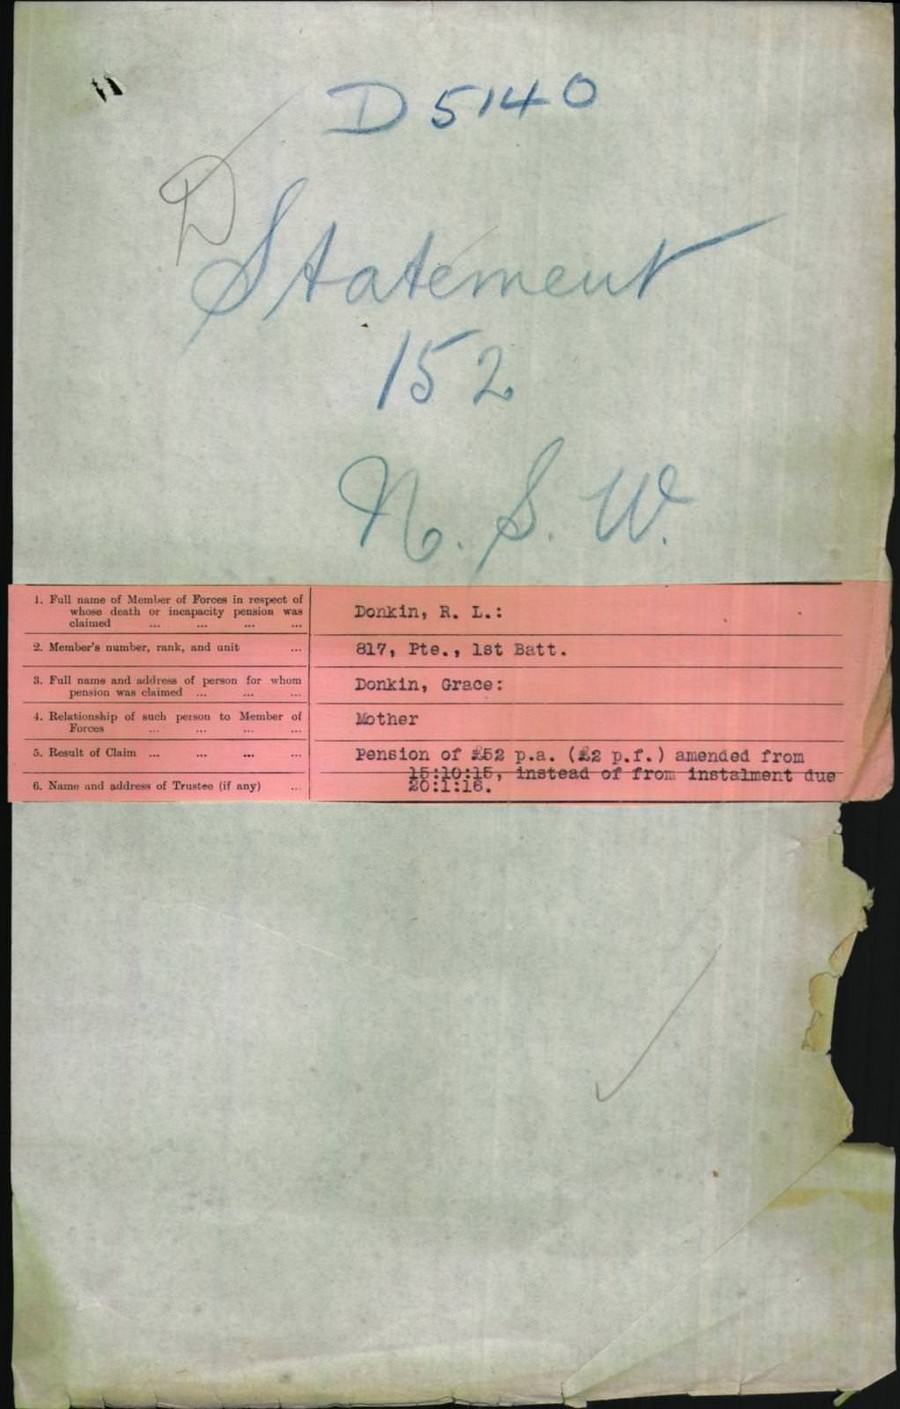 D 5140
D
Statement
152
N. S. W.
1. Full name of Member of Forces in respect of
whose death or incapacity pension was
claimed ... ... ... ...
Donkin, R. L.:
2. Member's number, rank, and unit ...
817, Pte., 1st Batt.
3. Full name and address of person for whom
pension was claimed ... ... ...
Donkin, Grace:
4. Relationship of such person to Member of
Forces ... ... ... ...
Mother
5. Result of Claim ... ... ... ...
Pension of £52 p.a. (£2 p.f.) amended from
15:10:15, instead of from instalment due
20:1:16.
6. Name and address of Trustee (if any) ...